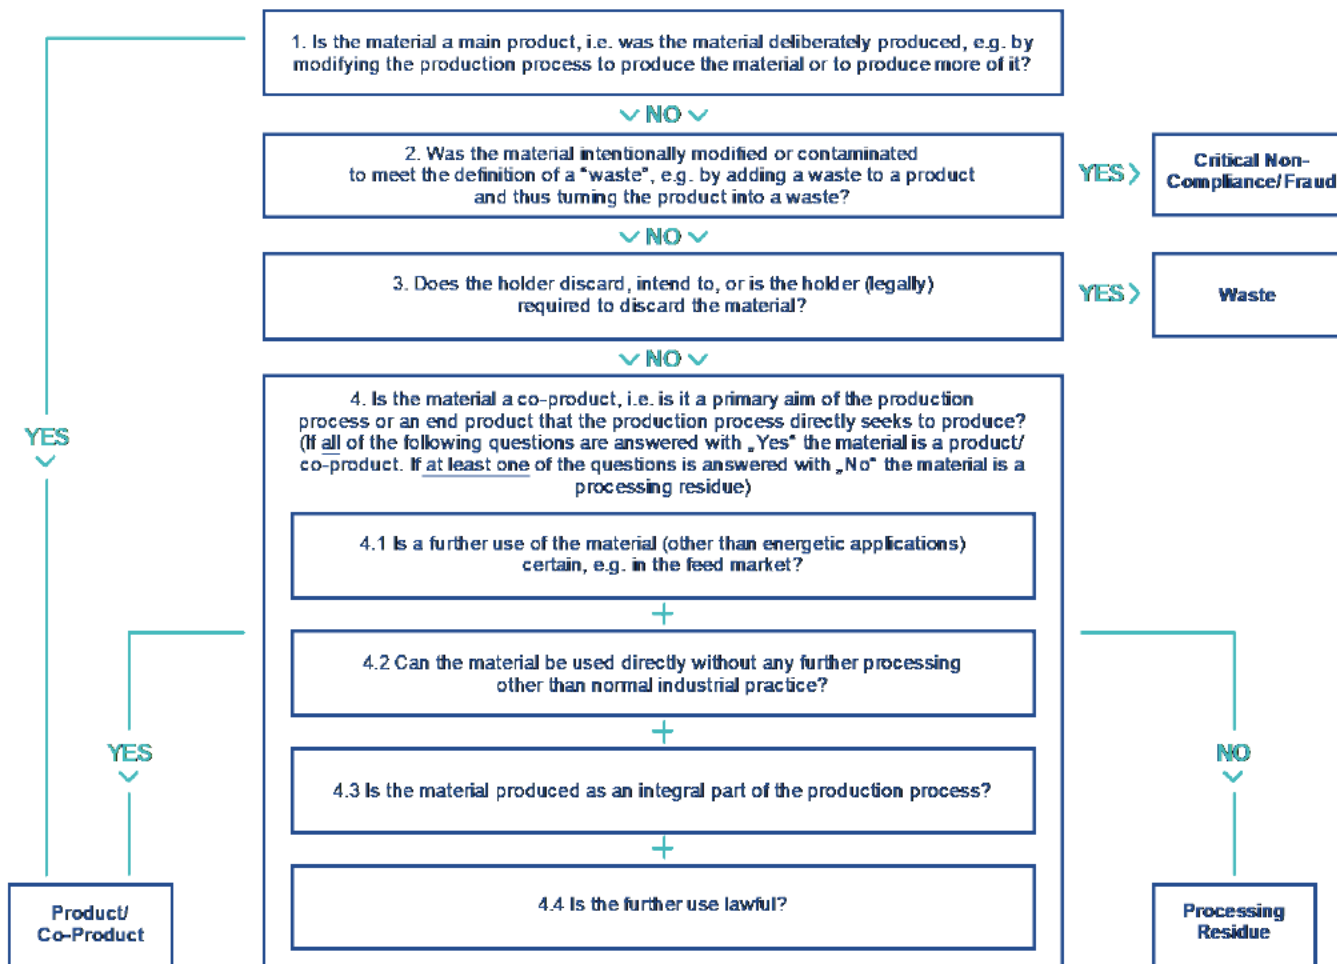 1. Is the material a main product, i.e. was the material deliberately produced, e.g. by
modifying the production process to produce the material or to produce more of it?
NO
2. Was the material intentionally modified or contaminated
to meet the definition of a "waste", e.g. by adding a waste to a product
and thus turning the product into a waste?
YES
Critical Non-
Compliance/Fraud
NO
3. Does the holder discard, intend to, or is the holder (legally)
required to discard the material?
YES
Waste
NO
4. Is the material a co-product, i.e. is it a primary aim of the production
process or an end product that the production process directly seeks to produce?
(If all of the following questions are answered with „Yes“ the material is a product/
co-product. If at least one of the questions is answered with „No“ the material is a
processing residue)
YES
4.1 Is a further use of the material (other than energetic applications)
certain, e.g. in the feed market?
+
4.2 Can the material be used directly without any further processing
other than normal industrial practice?
+
YES
NO
4.3 Is the material produced as an integral part of the production process?
+
4.4 Is the further use lawful?
Product/
Co-Product
Processing
Residue